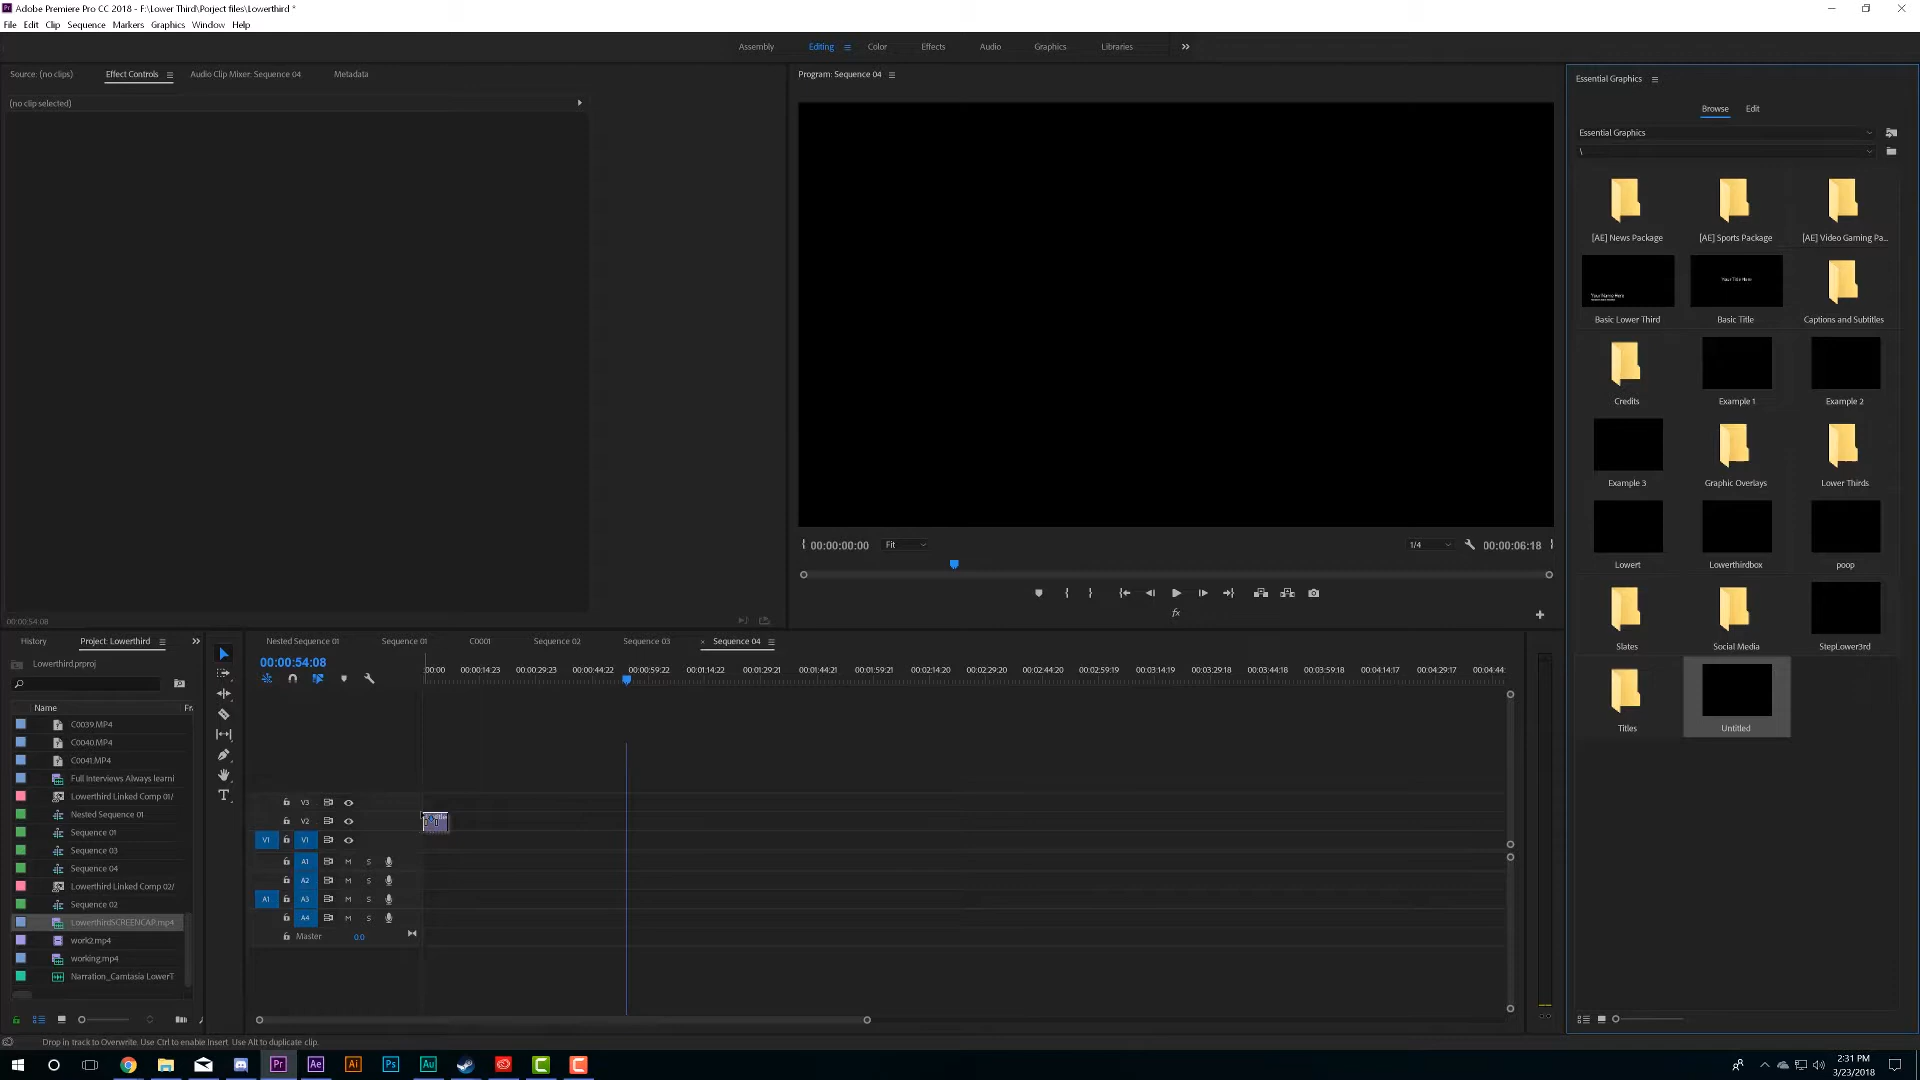 Adobe Premiere Pro CC 2018 - F:\Lower Third\Porject files\Lowerthird *
File Edit Clip Sequence Markers Graphics Window Help
Assembly Editing Color Effects Audio Graphics Libraries
Source: (no clips) Effect Controls Audio Clip Mixer: Sequence 04 Metadata
(no clip selected)
00:00:54:08
Program: Sequence 04
00:00:00:00 Fit 1/4 00:00:06:18
Essential Graphics
Browse Edit
Essential Graphics
\
[AE] News Package [AE] Sports Package [AE] Video Gaming Pa...
Your Name Here
Your Title Here
Basic Lower Third Basic Title Captions and Subtitles
Credits Example 1 Example 2
Example 3 Graphic Overlays Lower Thirds
Lowert Lowerthirdbox poop
Slates Social Media StepLower3rd
Titles Untitled
History Project: Lowerthird
Lowerthird.prproj
Name Fr
C0039.MP4
C0040.MP4
C0041.MP4
Full Interviews Always learni
Lowerthird Linked Comp 01/
Nested Sequence 01
Sequence 01
Sequence 03
Sequence 04
Lowerthird Linked Comp 02/
Sequence 02
LowerthirdSCREENCAP.mp4
work2.mp4
working.mp4
Narration_Camtasia LowerT
Nested Sequence 01 Sequence 01 C0001 Sequence 02 Sequence 03 × Sequence 04
00:00:54:08
:00:00 00:00:14:23 00:00:29:23 00:00:44:22 00:00:59:22 00:01:14:22 00:01:29:21 00:01:44:21 00:01:59:21 00:02:14:20 00:02:29:20 00:02:44:20 00:02:59:19 00:03:14:19 00:03:29:18 00:03:44:18 00:03:59:18 00:04:14:17 00:04:29:17 00:04:44:
V3
V2
V1 V1
A1 M S
A2 M S
A1 A3 M S
A4 M S
Master 0.0
Drop in track to Overwrite. Use Ctrl to enable Insert. Use Alt to duplicate clip.
Pr Ae Ai Ps Au
2:31 PM
3/23/2018